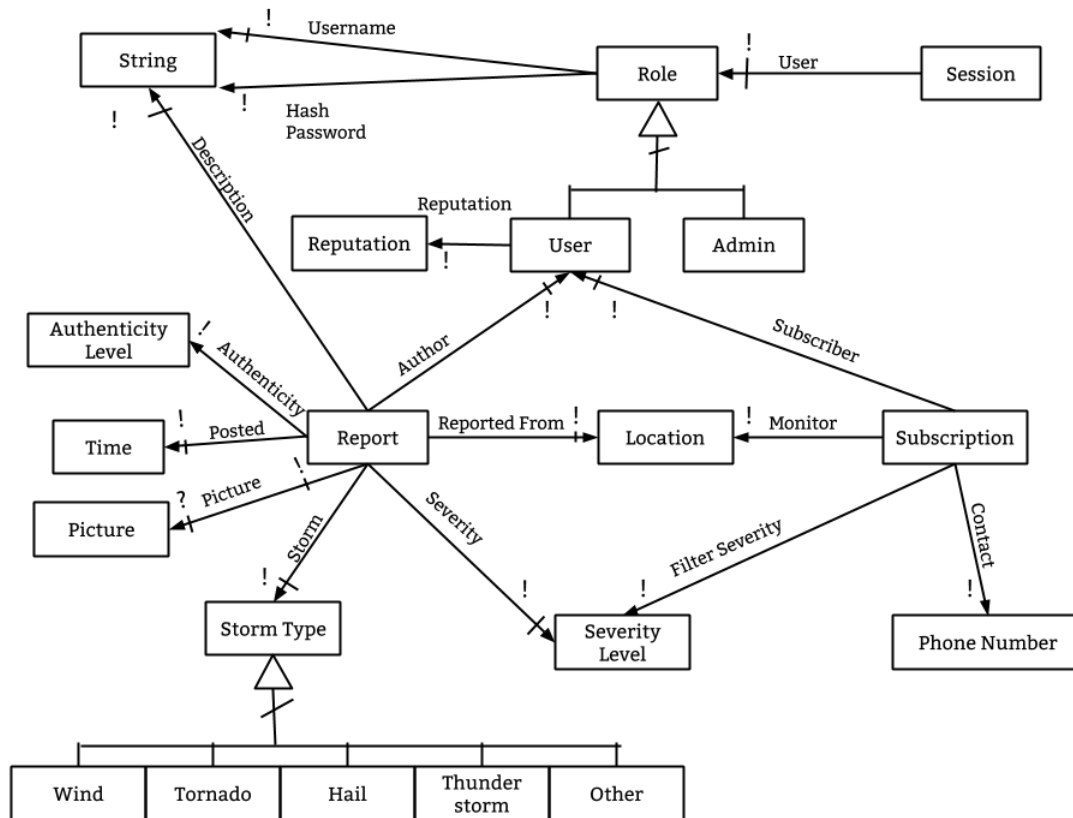 !
Username
String
Role
!
User
Session
!
!
Hash
Password
Description
Reputation
Reputation
!
User
Admin
!
!
Authenticity
Level
!
Authenticity
Author
Subscriber
!
Posted
Time
Report
Reported From
!
Location
!
Monitor
Subscription
?
Picture
!
Picture
Storm
Severity
Filter Severity
Contact
!
!
!
!
Storm Type
Severity
Level
Phone Number
Wind
Tornado
Hail
Thunder
storm
Other